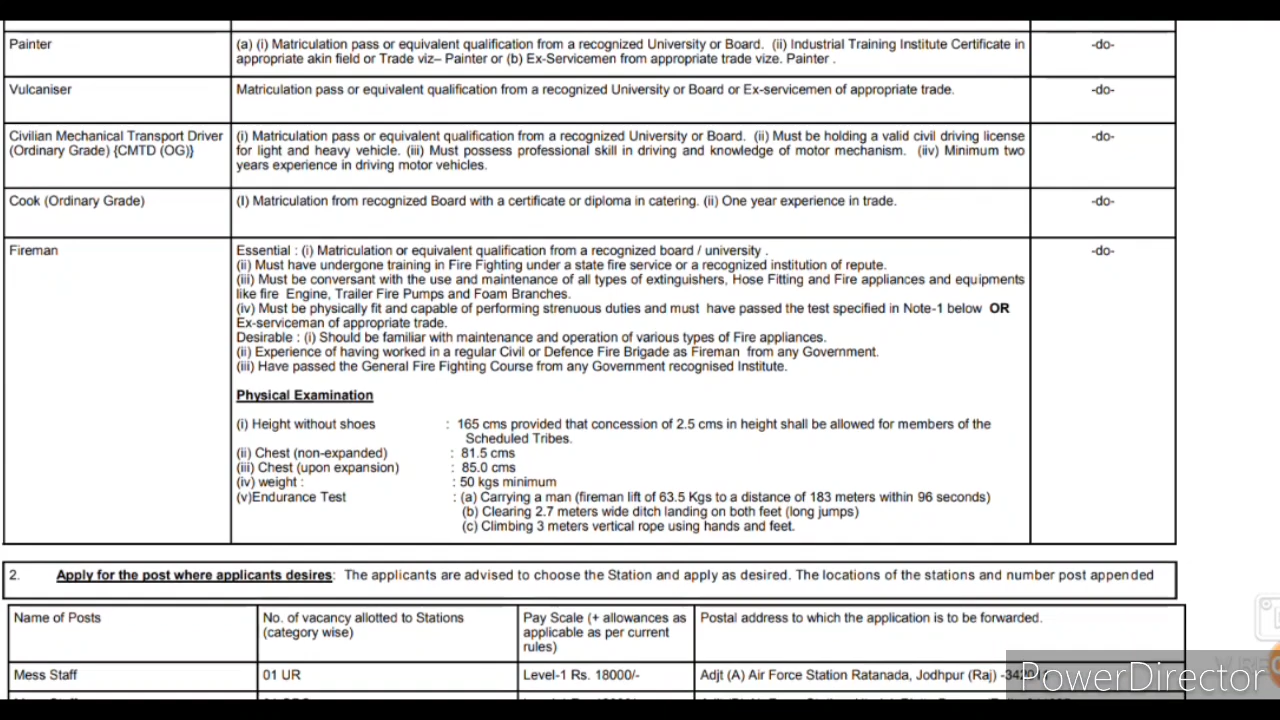 Painter
(a) (i) Matriculation pass or equivalent qualification from a recognized University or Board. (ii) Industrial Training Institute Certificate in
appropriate akin field or Trade viz– Painter or (b) Ex-Servicemen from appropriate trade vize. Painter .
-do-
Vulcaniser
Matriculation pass or equivalent qualification from a recognized University or Board or Ex-servicemen of appropriate trade.
-do-
Civilian Mechanical Transport Driver
(Ordinary Grade) {CMTD (OG)}
(i) Matriculation pass or equivalent qualification from a recognized University or Board. (ii) Must be holding a valid civil driving license
for light and heavy vehicle. (iii) Must possess professional skill in driving and knowledge of motor mechanism. (iiv) Minimum two
years experience in driving motor vehicles.
-do-
Cook (Ordinary Grade)
(I) Matriculation from recognized Board with a certificate or diploma in catering. (ii) One year experience in trade.
-do-
Fireman
Essential : (i) Matriculation or equivalent qualification from a recognized board / university .
(ii) Must have undergone training in Fire Fighting under a state fire service or a recognized institution of repute.
(iii) Must be conversant with the use and maintenance of all types of extinguishers, Hose Fitting and Fire appliances and equipments
like fire Engine, Trailer Fire Pumps and Foam Branches.
(iv) Must be physically fit and capable of performing strenuous duties and must have passed the test specified in Note-1 below OR
Ex-serviceman of appropriate trade.
Desirable : (i) Should be familiar with maintenance and operation of various types of Fire appliances.
(ii) Experience of having worked in a regular Civil or Defence Fire Brigade as Fireman from any Government.
(iii) Have passed the General Fire Fighting Course from any Government recognised Institute.
-do-
Physical Examination
(i) Height without shoes : 165 cms provided that concession of 2.5 cms in height shall be allowed for members of the
Scheduled Tribes.
(ii) Chest (non-expanded) : 81.5 cms
(iii) Chest (upon expansion) : 85.0 cms
(iv) weight : : 50 kgs minimum
(v)Endurance Test : (a) Carrying a man (fireman lift of 63.5 Kgs to a distance of 183 meters within 96 seconds)
(b) Clearing 2.7 meters wide ditch landing on both feet (long jumps)
(c) Climbing 3 meters vertical rope using hands and feet.
2. Apply for the post where applicants desires: The applicants are advised to choose the Station and apply as desired. The locations of the stations and number post appended
Name of Posts
No. of vacancy allotted to Stations
(category wise)
Pay Scale (+ allowances as
applicable as per current
rules)
Postal address to which the application is to be forwarded.
Mess Staff
01 UR
Level-1 Rs. 18000/-
Adjt (A) Air Force Station Ratanada, Jodhpur (Raj)
PowerDirector